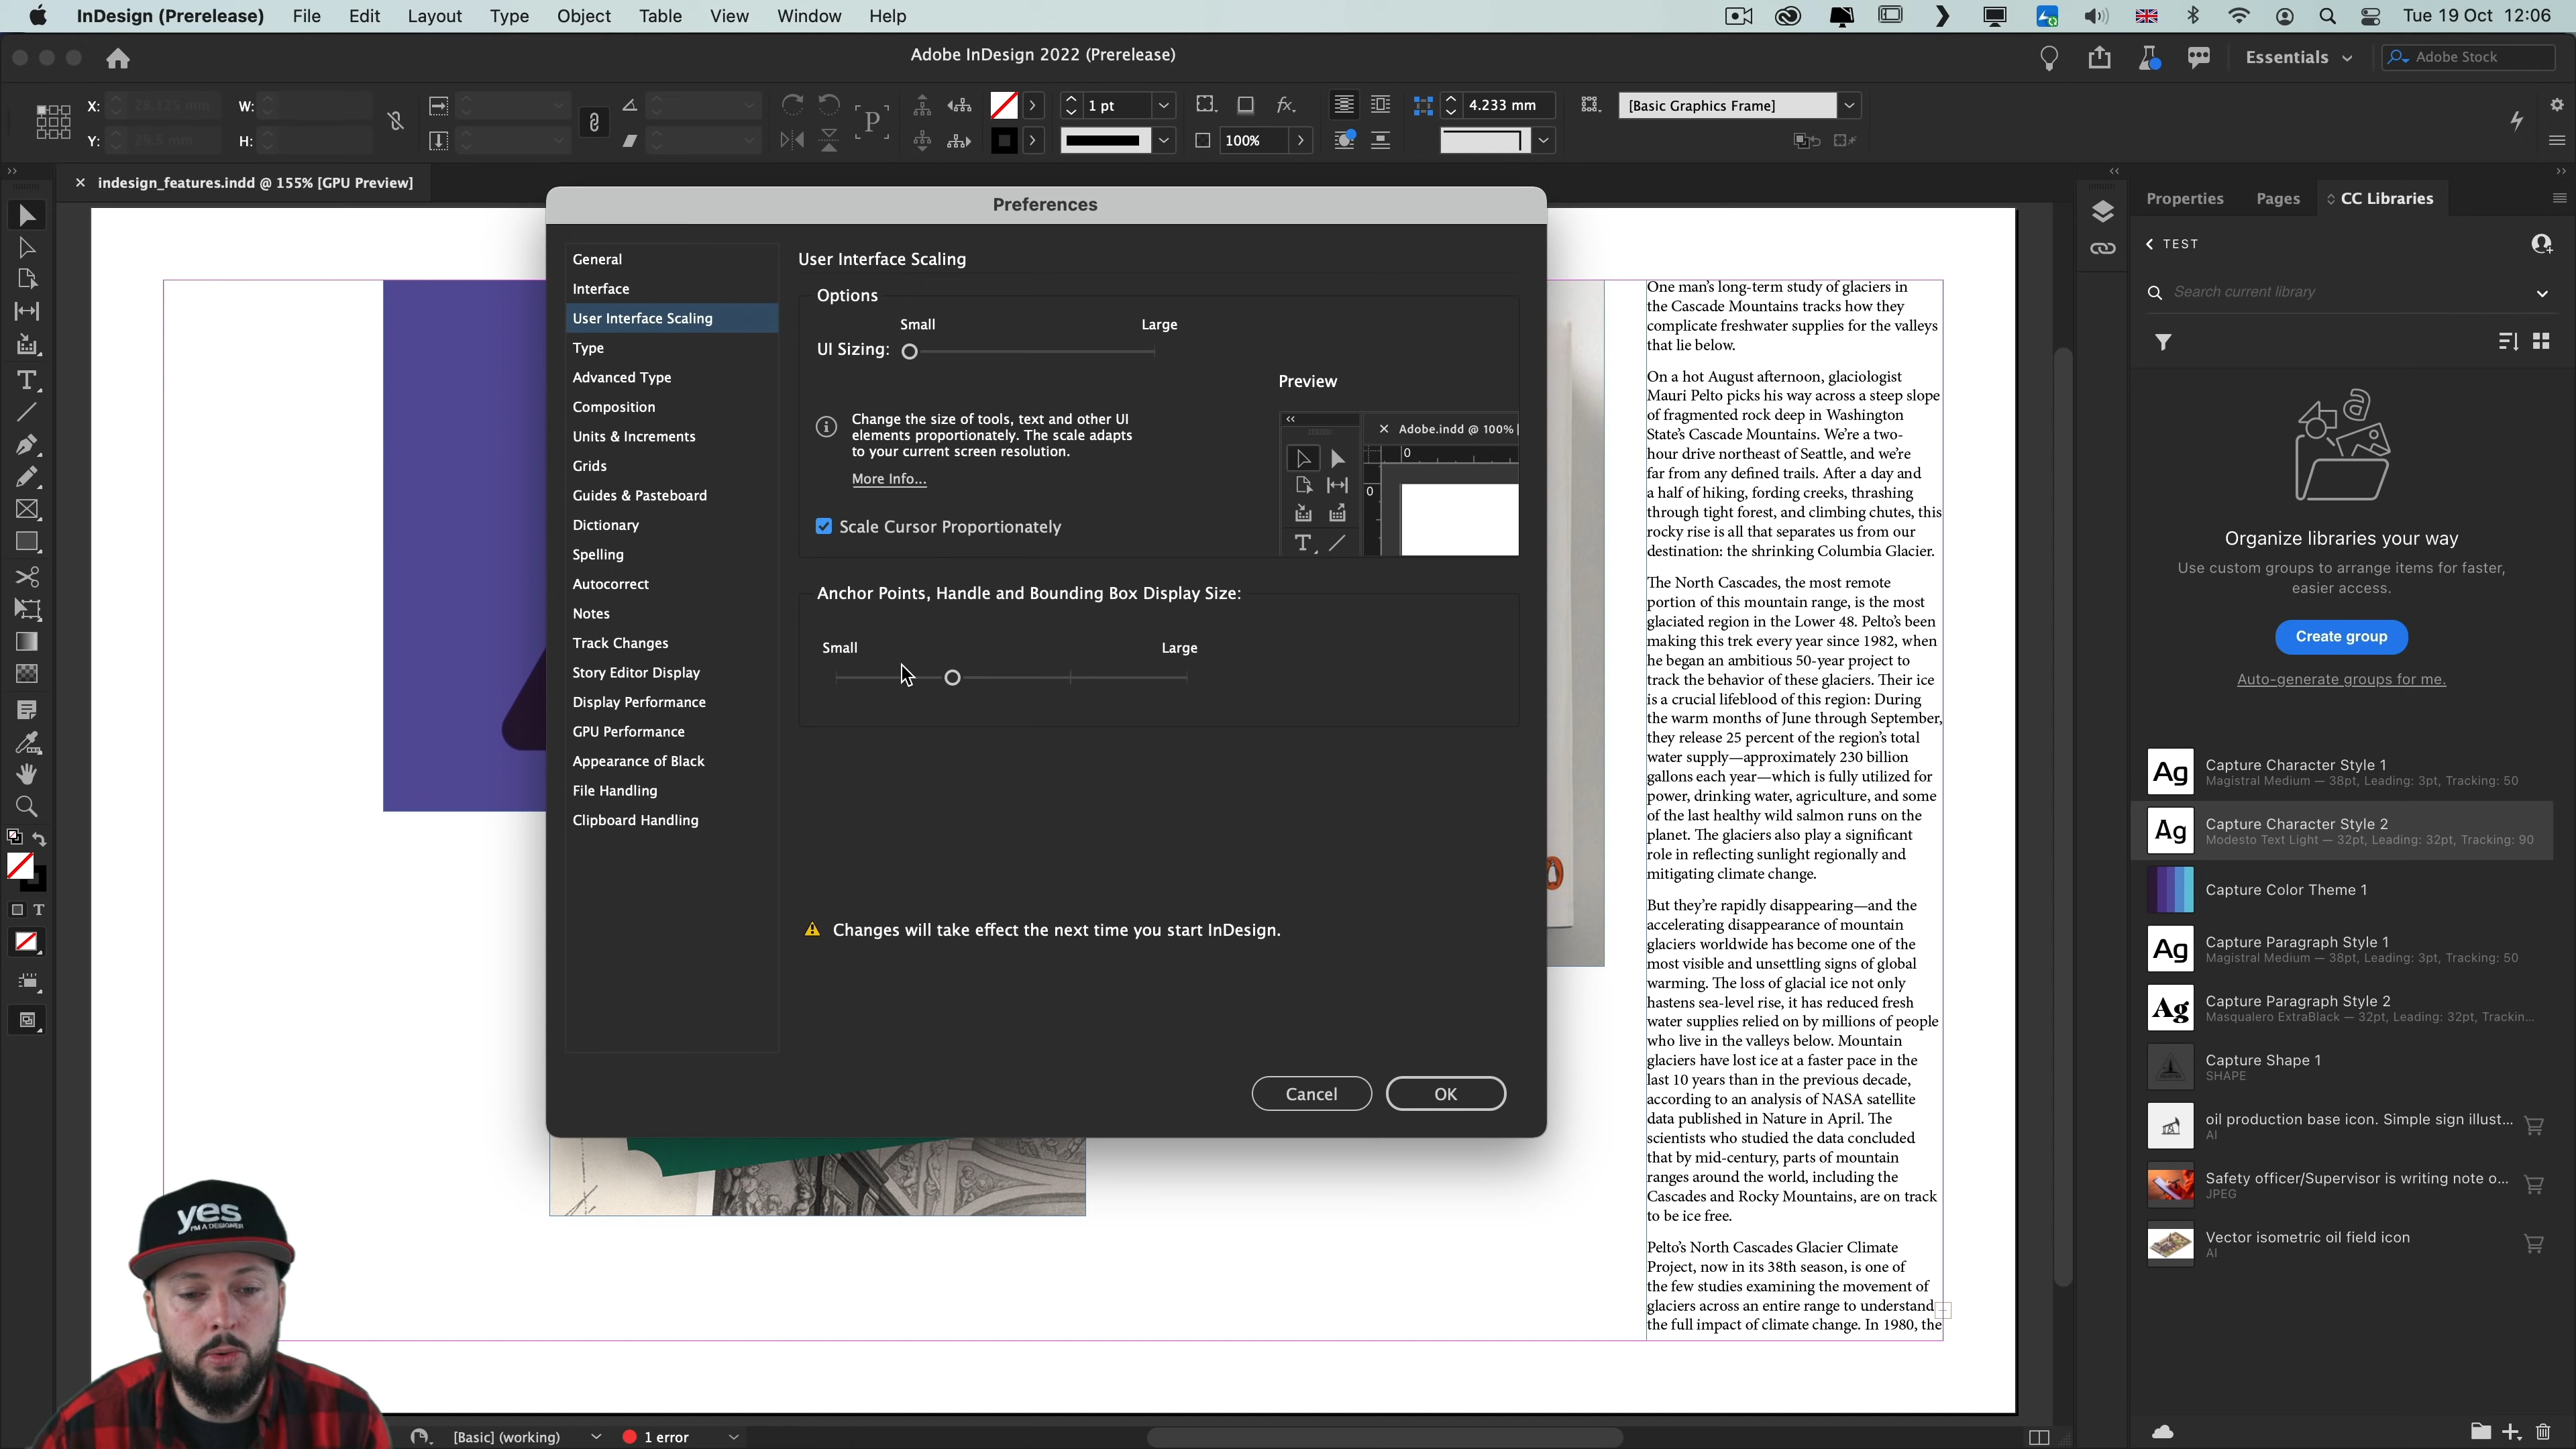 InDesign (Prerelease) File Edit Layout Type Object Table View Window Help Tue 19 Oct 12:06
Adobe InDesign 2022 (Prerelease)
Essentials
Adobe Stock
X: 28.125 mm W: 1 pt 4.233 mm [Basic Graphics Frame]
Y: 29.5 mm H: 100%
× indesign_features.indd @ 155% [GPU Preview]
Preferences
General
Interface
User Interface Scaling
Type
Advanced Type
Composition
Units & Increments
Grids
Guides & Pasteboard
Dictionary
Spelling
Autocorrect
Notes
Track Changes
Story Editor Display
Display Performance
GPU Performance
Appearance of Black
File Handling
Clipboard Handling
User Interface Scaling
Options
Small Large
UI Sizing:
Preview
Change the size of tools, text and other UI
elements proportionately. The scale adapts
to your current screen resolution.
More Info...
Adobe.indd @ 100%
0
0
Scale Cursor Proportionately
Anchor Points, Handle and Bounding Box Display Size:
Small Large
Changes will take effect the next time you start InDesign.
Cancel OK
One man's long-term study of glaciers in
the Cascade Mountains tracks how they
complicate freshwater supplies for the valleys
that lie below.
On a hot August afternoon, glaciologist
Mauri Pelto picks his way across a steep slope
of fragmented rock deep in Washington
State's Cascade Mountains. We're a two-
hour drive northeast of Seattle, and we're
far from any defined trails. After a day and
a half of hiking, fording creeks, thrashing
through tight forest, and climbing chutes, this
rocky rise is all that separates us from our
destination: the shrinking Columbia Glacier.
The North Cascades, the most remote
portion of this mountain range, is the most
glaciated region in the Lower 48. Pelto's been
making this trek every year since 1982, when
he began an ambitious 50-year project to
track the behavior of these glaciers. Their ice
is a crucial lifeblood of this region: During
the warm months of June through September,
they release 25 percent of the region's total
water supply—approximately 230 billion
gallons each year—which is fully utilized for
power, drinking water, agriculture, and some
of the last healthy wild salmon runs on the
planet. The glaciers also play a significant
role in reflecting sunlight regionally and
mitigating climate change.
But they're rapidly disappearing—and the
accelerating disappearance of mountain
glaciers worldwide has become one of the
most visible and unsettling signs of global
warming. The loss of glacial ice not only
hastens sea-level rise, it has reduced fresh
water supplies relied on by millions of people
who live in the valleys below. Mountain
glaciers have lost ice at a faster pace in the
last 10 years than in the previous decade,
according to an analysis of NASA satellite
data published in Nature in April. The
scientists who studied the data concluded
that by mid-century, parts of mountain
ranges around the world, including the
Cascades and Rocky Mountains, are on track
to be ice free.
Pelto's North Cascades Glacier Climate
Project, now in its 38th season, is one of
the few studies examining the movement of
glaciers across an entire range to understand
the full impact of climate change. In 1980, the
Properties Pages CC Libraries
TEST
Search current library
Organize libraries your way
Use custom groups to arrange items for faster,
easier access.
Create group
Auto-generate groups for me.
Ag Capture Character Style 1
Magistral Medium — 38pt, Leading: 3pt, Tracking: 50
Ag Capture Character Style 2
Modesto Text Light — 32pt, Leading: 32pt, Tracking: 90
Capture Color Theme 1
Ag Capture Paragraph Style 1
Magistral Medium — 38pt, Leading: 3pt, Tracking: 50
Ag Capture Paragraph Style 2
Masqualero ExtraBlack — 32pt, Leading: 32pt, Trackin...
Capture Shape 1
SHAPE
oil production base icon. Simple sign illust...
AI
Safety officer/Supervisor is writing note o...
JPEG
Vector isometric oil field icon
AI
yes
I'M A DESIGNER
[Basic] (working) 1 error